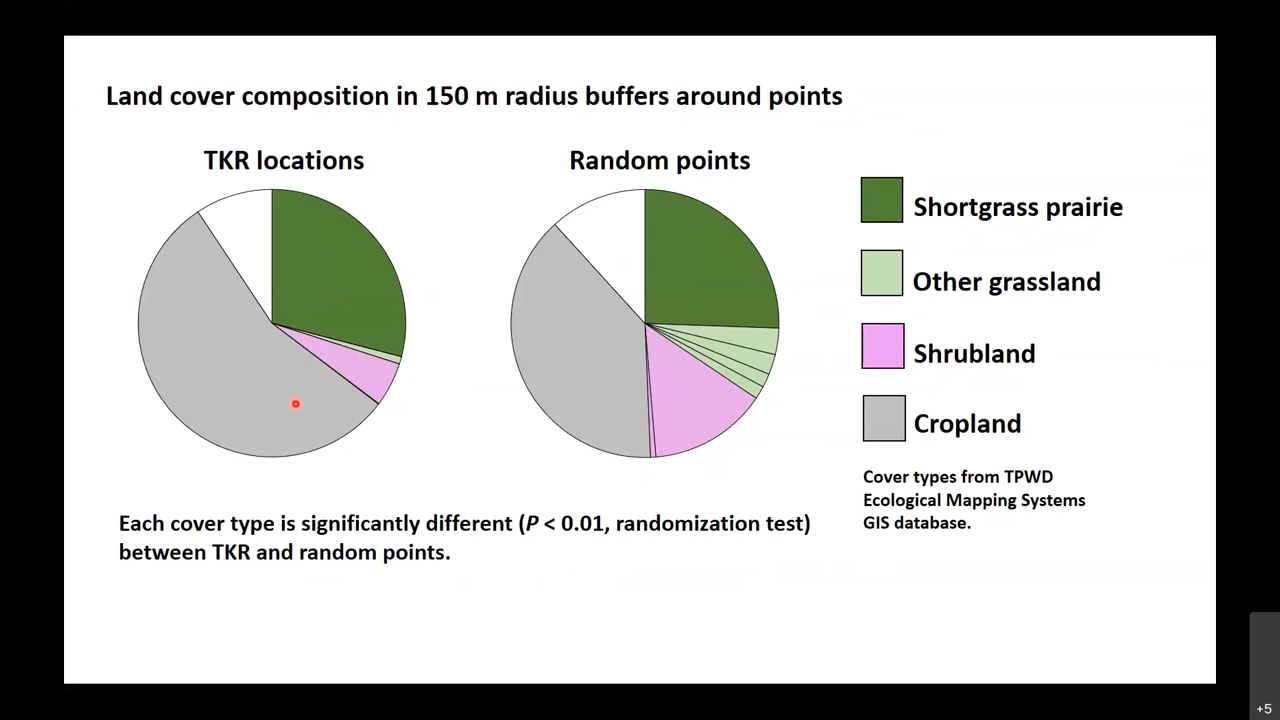 Land cover composition in 150 m radius buffers around points
TKR locations
Random points
Shortgrass prairie
Other grassland
Shrubland
Cropland
Cover types from TPWD
Ecological Mapping Systems
GIS database.
Each cover type is significantly different (P < 0.01, randomization test)
between TKR and random points.
+5